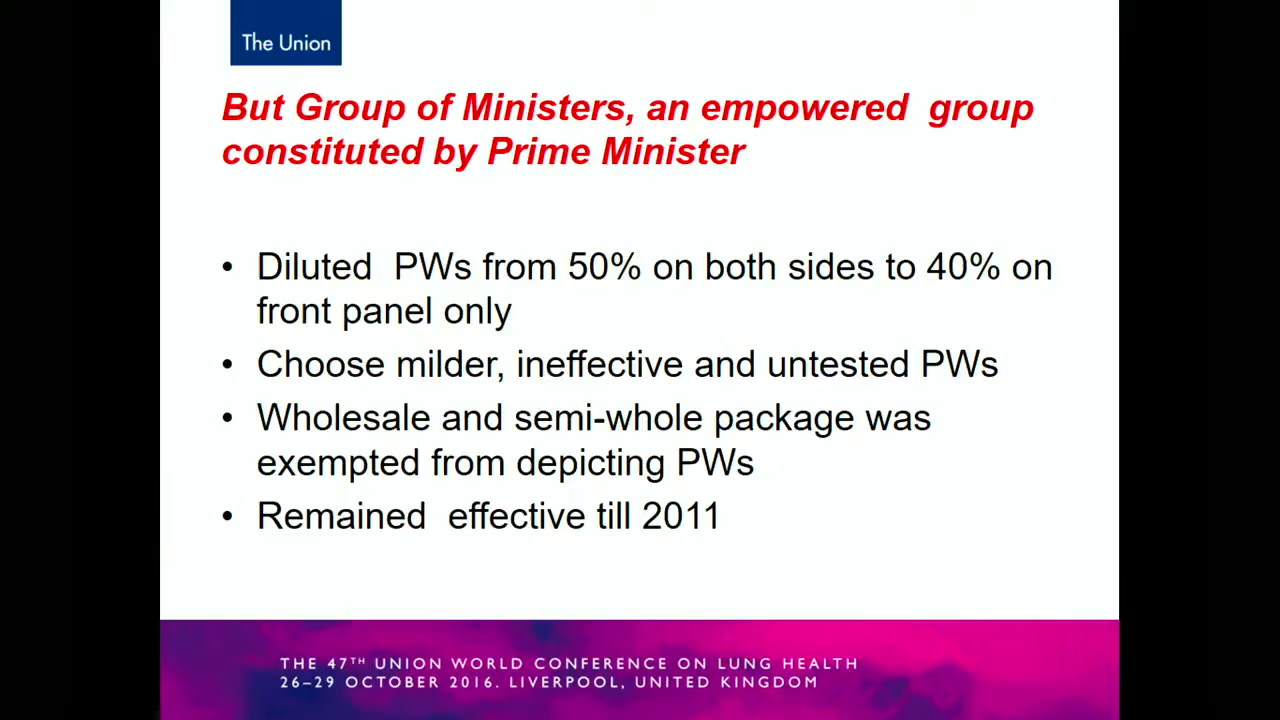 The Union
But Group of Ministers, an empowered group
constituted by Prime Minister
• Diluted PWs from 50% on both sides to 40% on
front panel only
• Choose milder, ineffective and untested PWs
• Wholesale and semi-whole package was
exempted from depicting PWs
• Remained effective till 2011
THE 47TH UNION WORLD CONFERENCE ON LUNG HEALTH
26–29 OCTOBER 2016. LIVERPOOL, UNITED KINGDOM